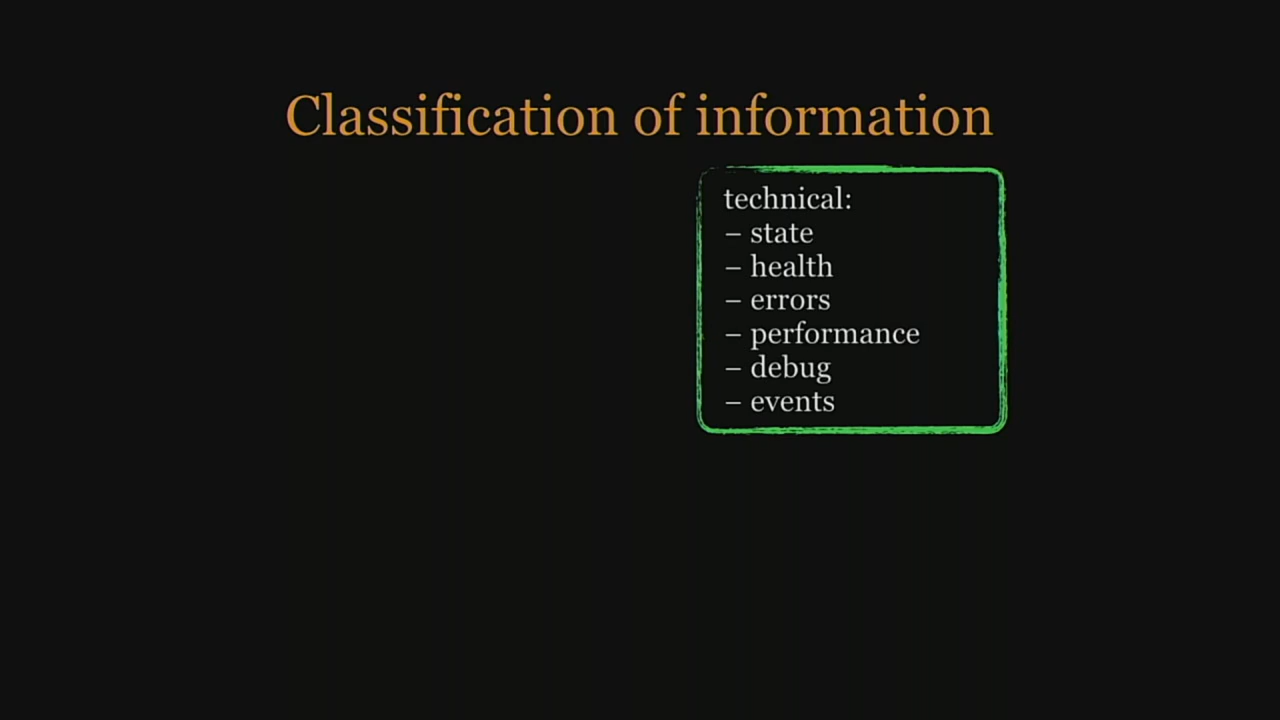 Classification of information
technical:
– state
– health
– errors
– performance
– debug
– events